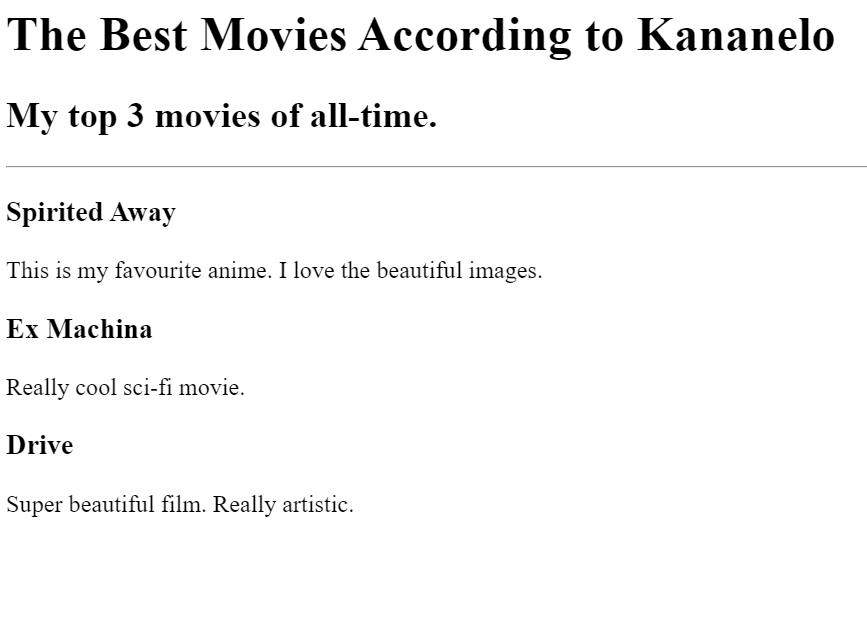 The Best Movies According to Kananelo
My top 3 movies of all-time.
Spirited Away
This is my favourite anime. I love the beautiful images.
Ex Machina
Really cool sci-fi movie.
Drive
Super beautiful film. Really artistic.